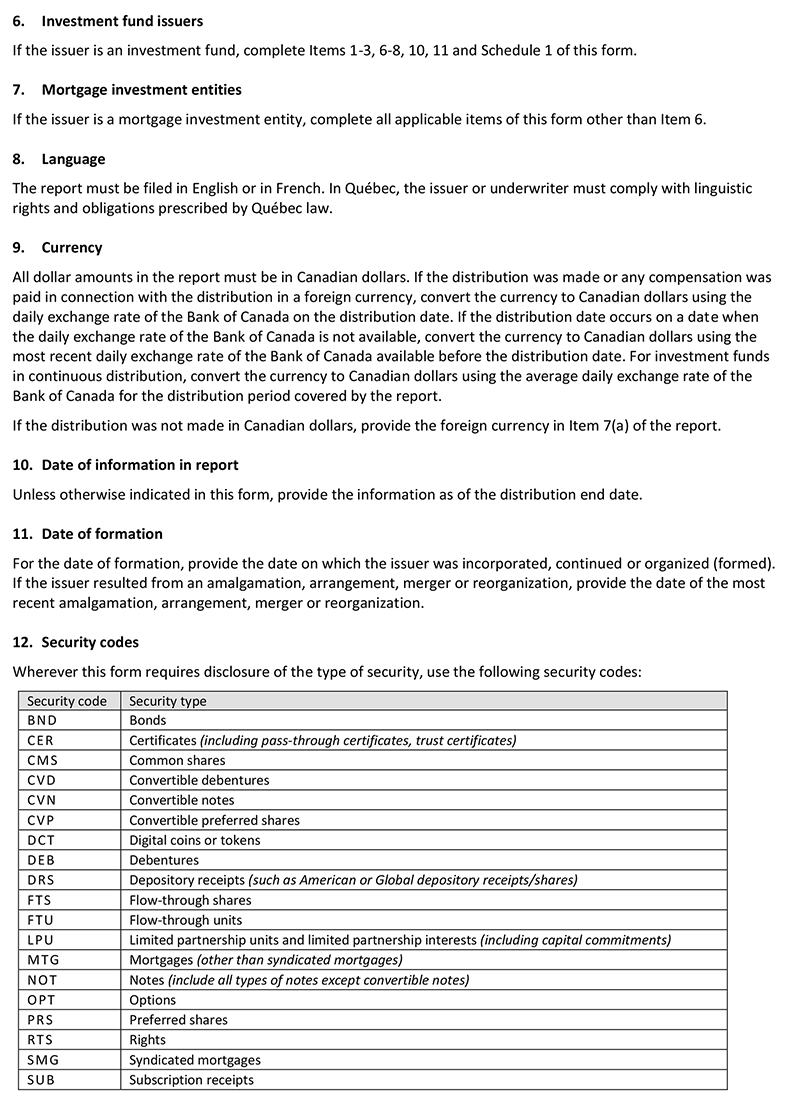 6. Investment fund issuers
If the issuer is an investment fund, complete Items 1-3, 6-8, 10, 11 and Schedule 1 of this form.
7. Mortgage investment entities
If the issuer is a mortgage investment entity, complete all applicable items of this form other than Item 6.
8. Language
The report must be filed in English or in French. In Québec, the issuer or underwriter must comply with linguistic
rights and obligations prescribed by Québec law.
9. Currency
All dollar amounts in the report must be in Canadian dollars. If the distribution was made or any compensation was
paid in connection with the distribution in a foreign currency, convert the currency to Canadian dollars using the
daily exchange rate of the Bank of Canada on the distribution date. If the distribution date occurs on a date when
the daily exchange rate of the Bank of Canada is not available, convert the currency to Canadian dollars using the
most recent daily exchange rate of the Bank of Canada available before the distribution date. For investment funds
in continuous distribution, convert the currency to Canadian dollars using the average daily exchange rate of the
Bank of Canada for the distribution period covered by the report.
If the distribution was not made in Canadian dollars, provide the foreign currency in Item 7(a) of the report.
10. Date of information in report
Unless otherwise indicated in this form, provide the information as of the distribution end date.
11. Date of formation
For the date of formation, provide the date on which the issuer was incorporated, continued or organized (formed).
If the issuer resulted from an amalgamation, arrangement, merger or reorganization, provide the date of the most
recent amalgamation, arrangement, merger or reorganization.
12. Security codes
Wherever this form requires disclosure of the type of security, use the following security codes:
Security code Security type
BND Bonds
CER Certificates (including pass-through certificates, trust certificates)
CMS Common shares
CVD Convertible debentures
CVN Convertible notes
CVP Convertible preferred shares
DCT Digital coins or tokens
DEB Debentures
DRS Depository receipts (such as American or Global depository receipts/shares)
FTS Flow-through shares
FTU Flow-through units
LPU Limited partnership units and limited partnership interests (including capital commitments)
MTG Mortgages (other than syndicated mortgages)
NOT Notes (include all types of notes except convertible notes)
OPT Options
PRS Preferred shares
RTS Rights
SMG Syndicated mortgages
SUB Subscription receipts